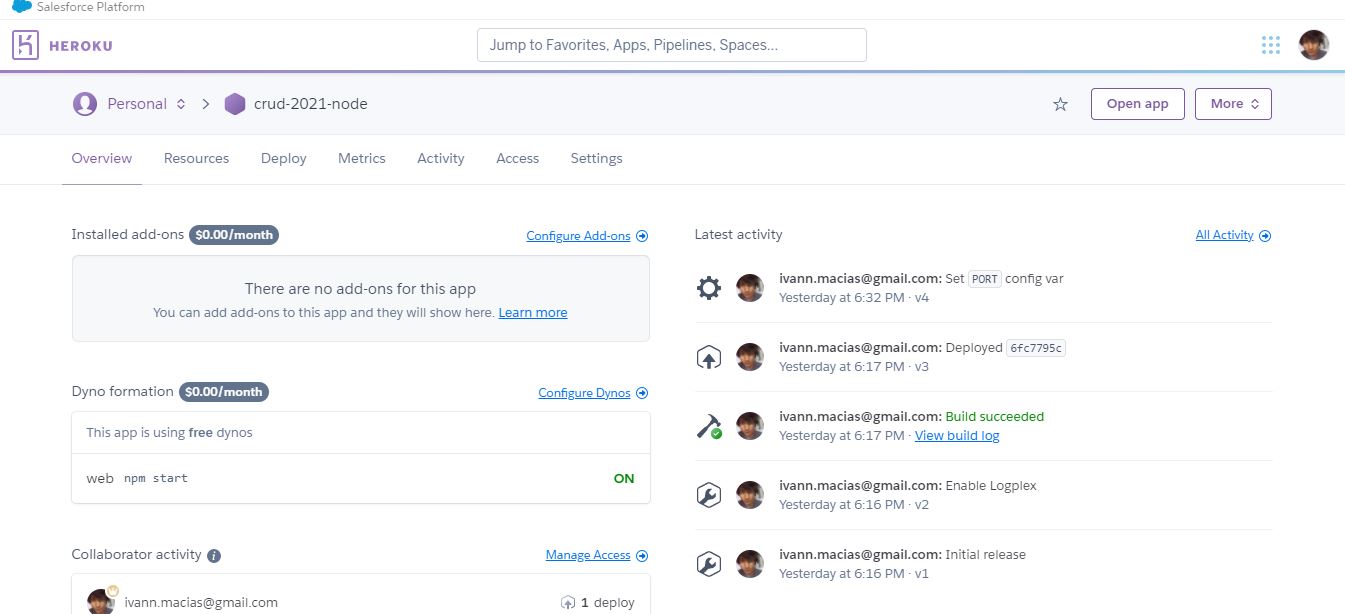 Salesforce Platform
HEROKU
Jump to Favorites, Apps, Pipelines, Spaces...
Personal
crud-2021-node
Open app
More
Overview
Resources
Deploy
Metrics
Activity
Access
Settings
Installed add-ons $0.00/month
Configure Add-ons
There are no add-ons for this app
You can add add-ons to this app and they will show here. Learn more
Dyno formation $0.00/month
Configure Dynos
This app is using free dynos
web npm start
ON
Collaborator activity
Manage Access
ivann.macias@gmail.com
1 deploy
Latest activity
All Activity
ivann.macias@gmail.com: Set PORT config var
Yesterday at 6:32 PM · v4
ivann.macias@gmail.com: Deployed 6fc7795c
Yesterday at 6:17 PM · v3
ivann.macias@gmail.com: Build succeeded
Yesterday at 6:17 PM · View build log
ivann.macias@gmail.com: Enable Logplex
Yesterday at 6:16 PM · v2
ivann.macias@gmail.com: Initial release
Yesterday at 6:16 PM · v1